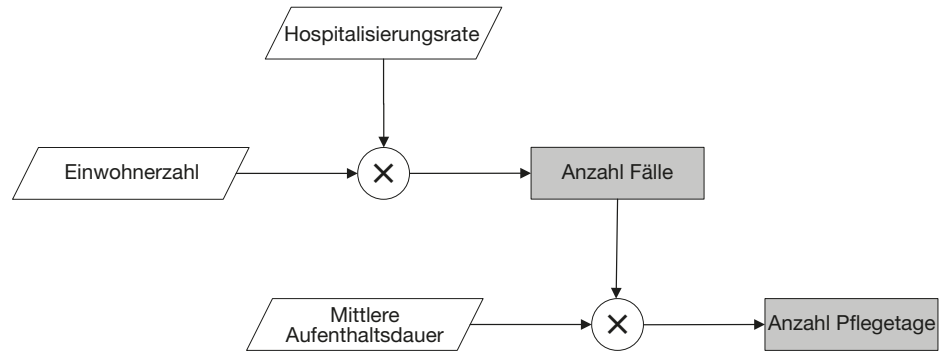 Hospitalisierungsrate
Einwohnerzahl
Anzahl Fälle
Mittlere
Aufenthaltsdauer
Anzahl Pflegetage